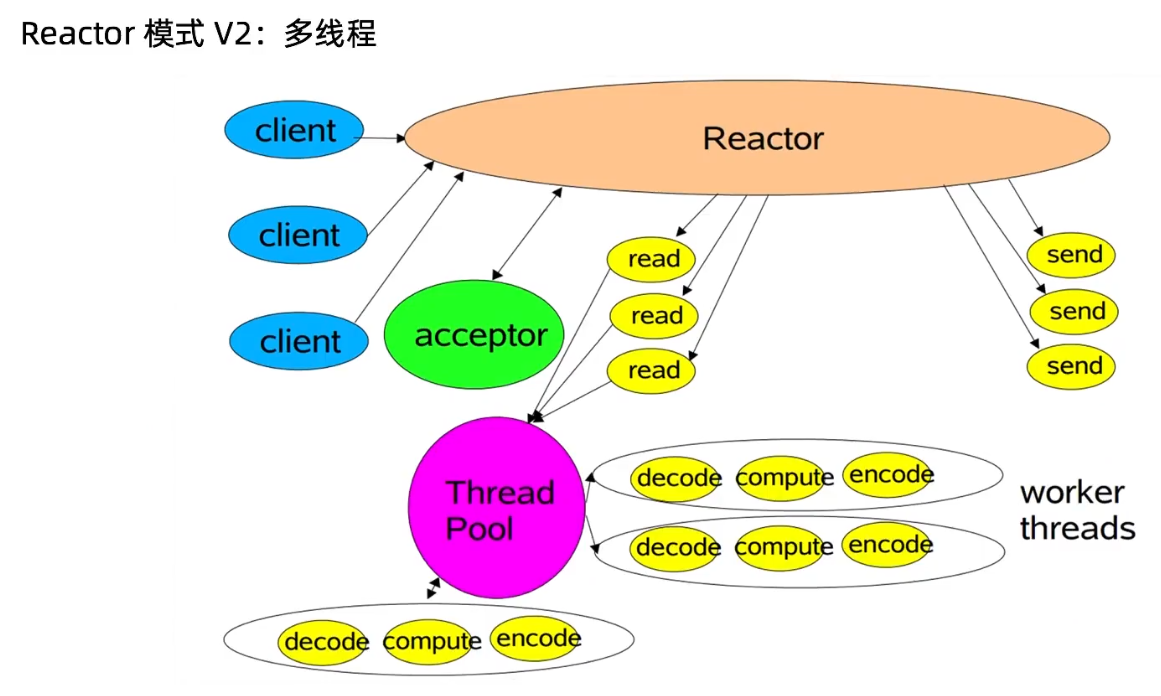 Reactor 模式 V2：多线程
client
Reactor
client
read
send
read
send
client
acceptor
read
send
Thread
Pool
decode compute encode
worker
threads
decode compute encode
decode compute encode